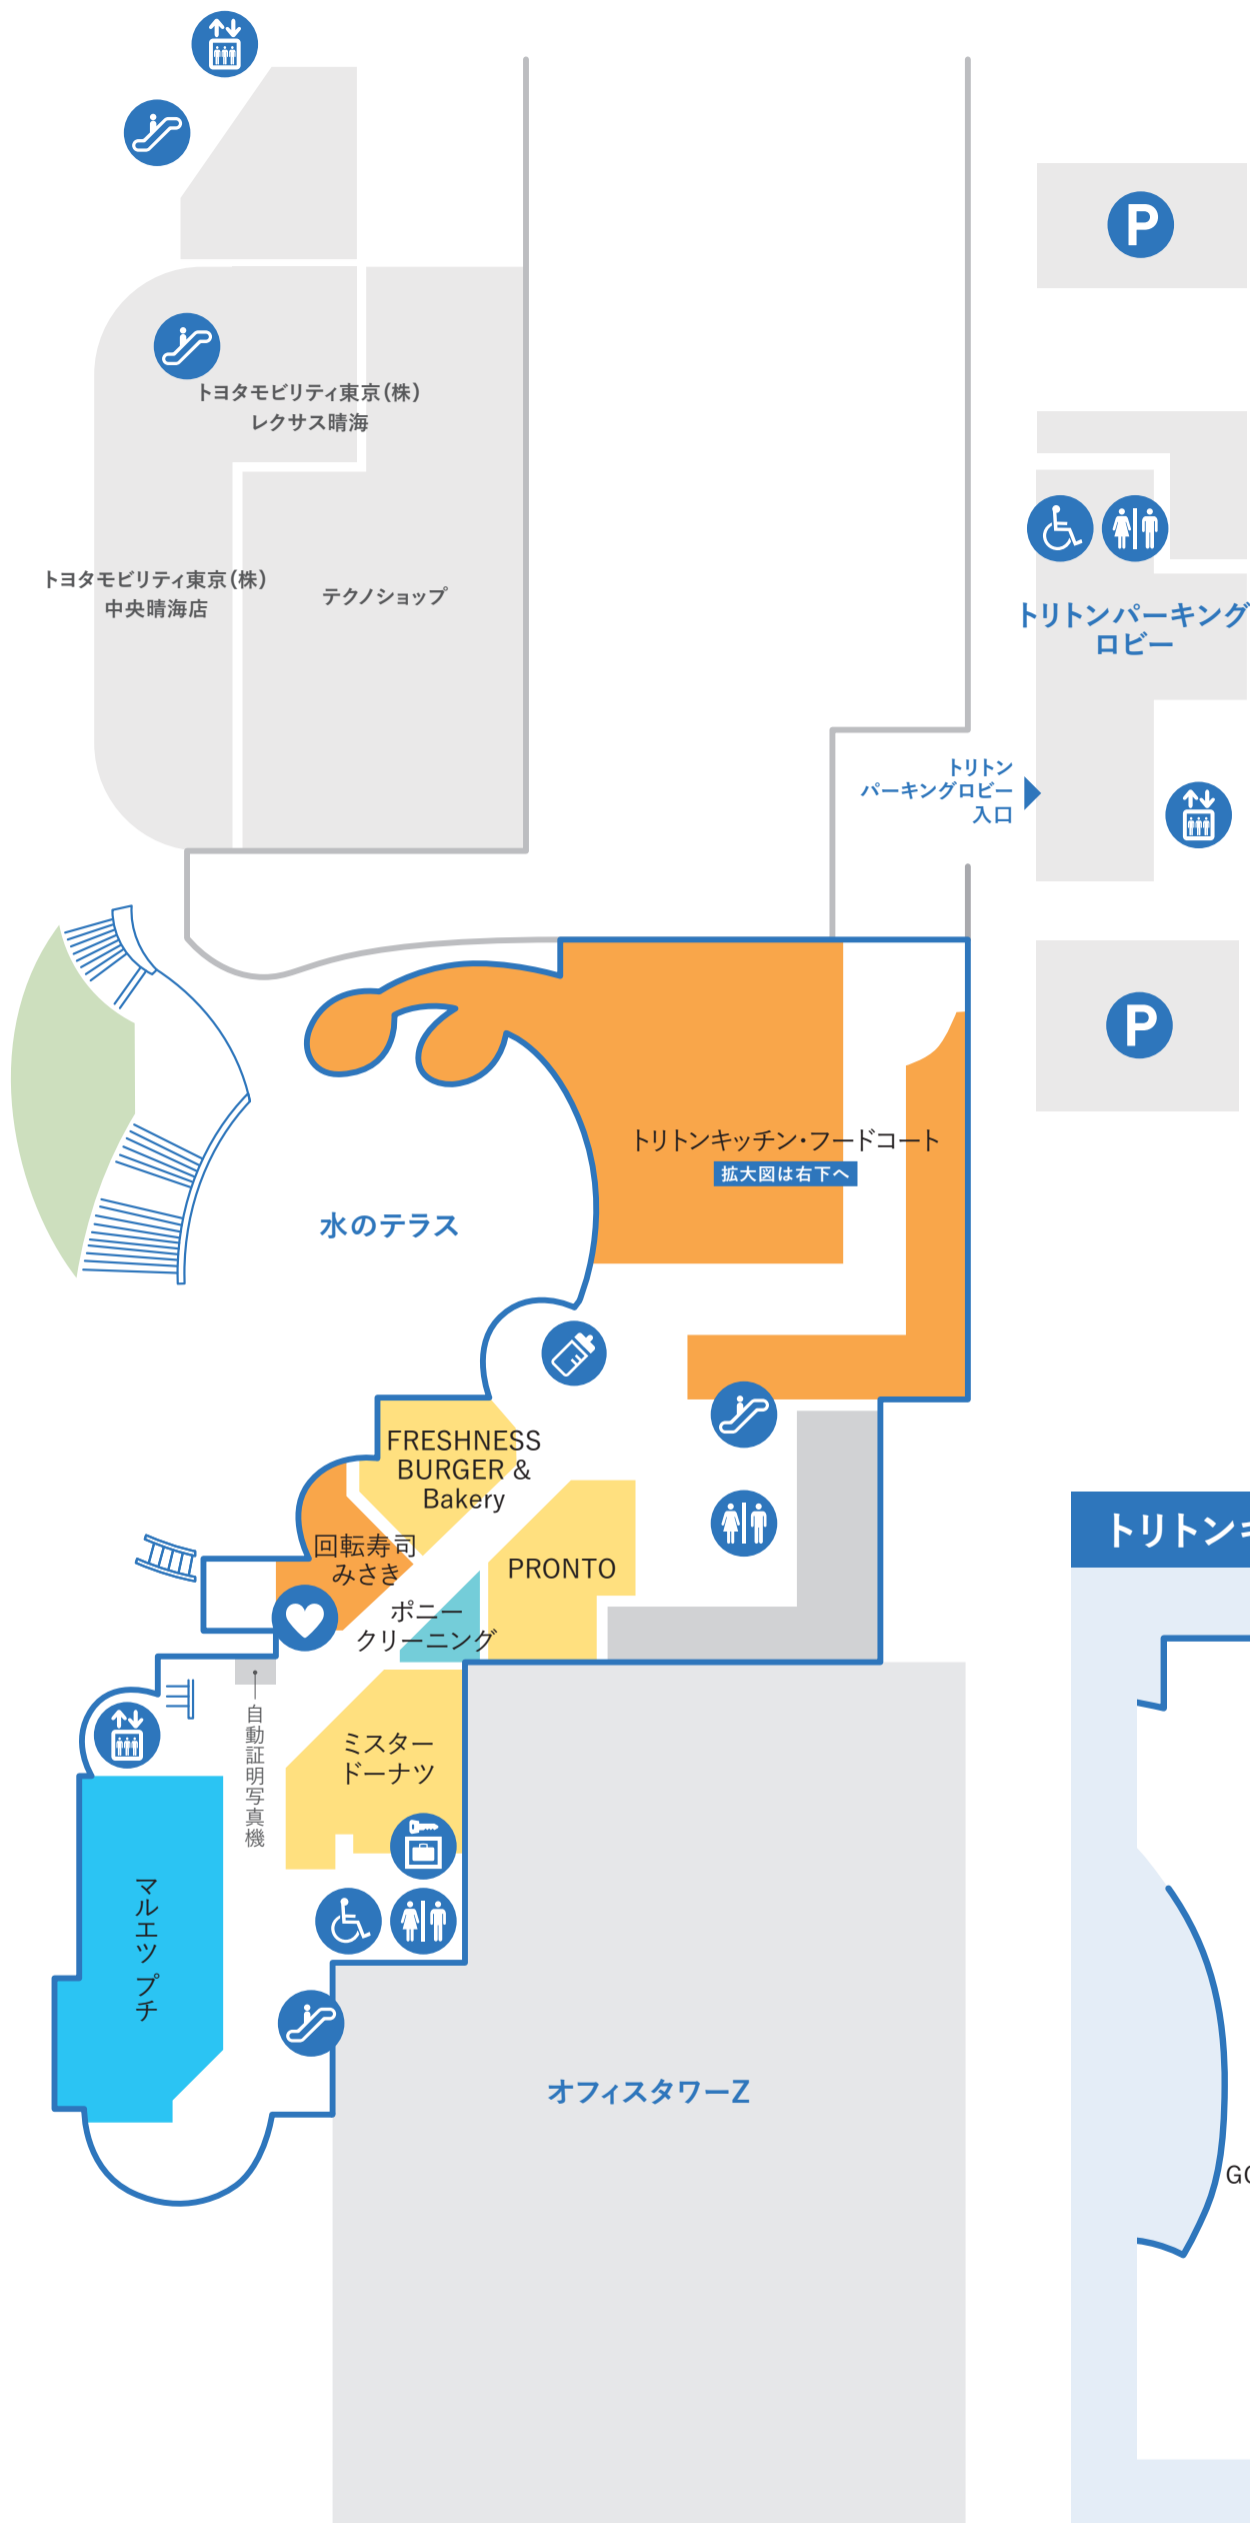 P
トヨタモビリティ東京(株)
レクサス晴海
トヨタモビリティ東京(株)
中央晴海店
テクノショップ
トリトンパーキング
ロビー
トリトン
パーキングロビー
入口
P
トリトンキッチン・フードコート
拡大図は右下へ
水のテラス
FRESHNESS
BURGER &
Bakery
回転寿司
みさき
PRONTO
ポニー
クリーニング
自動証明写真機
ミスター
ドーナツ
マルエツ プチ
オフィスタワーZ
トリトン